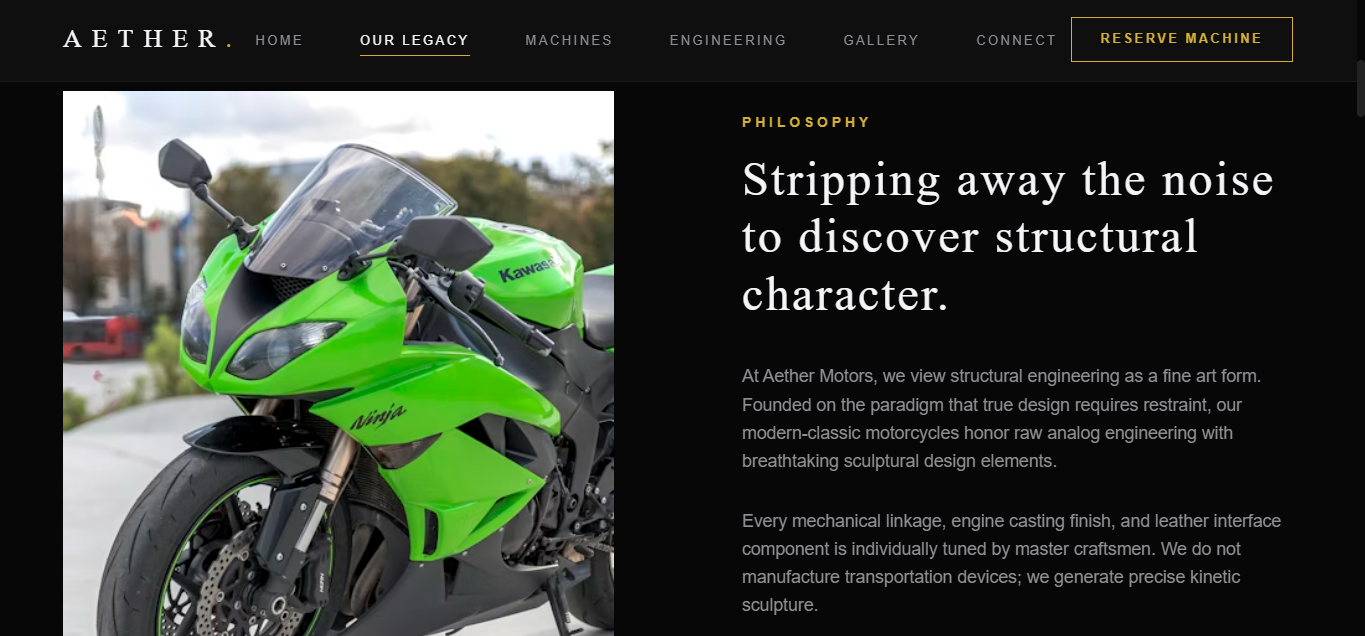 AETHER.
HOME
OUR LEGACY
MACHINES
ENGINEERING
GALLERY
CONNECT
RESERVE MACHINE
Kawas
Ninja
PHILOSOPHY
Stripping away the noise
to discover structural
character.
At Aether Motors, we view structural engineering as a fine art form.
Founded on the paradigm that true design requires restraint, our
modern-classic motorcycles honor raw analog engineering with
breathtaking sculptural design elements.
Every mechanical linkage, engine casting finish, and leather interface
component is individually tuned by master craftsmen. We do not
manufacture transportation devices; we generate precise kinetic
sculpture.